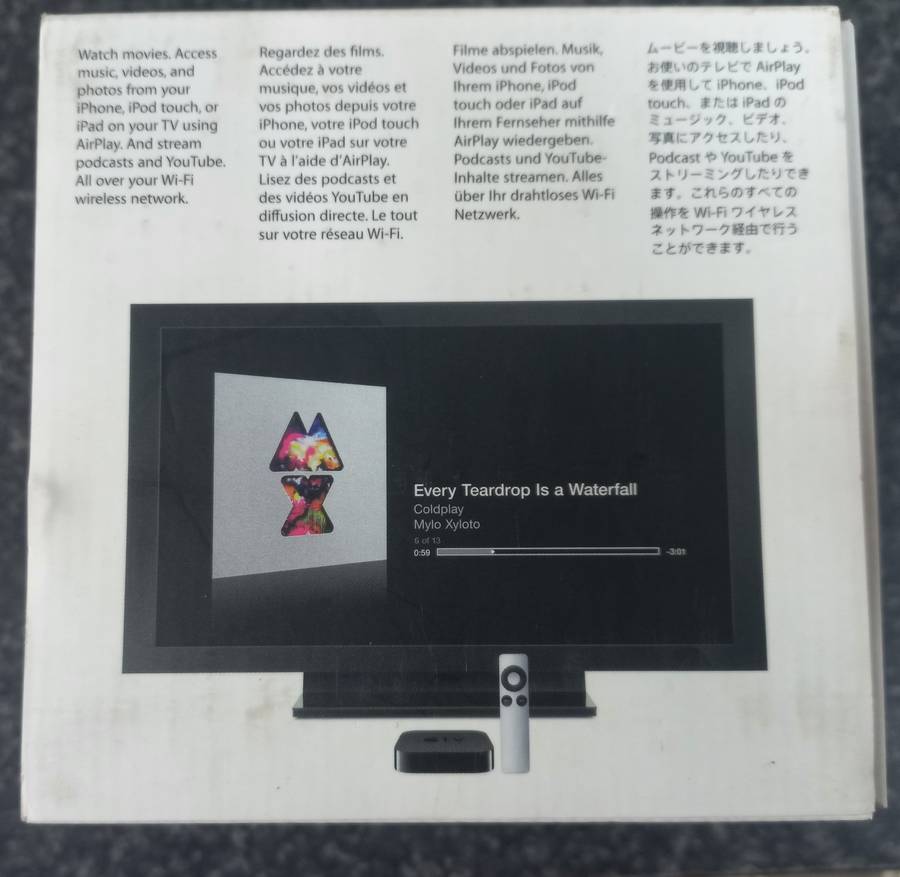 Watch movies. Access
music, videos, and
photos from your
iPhone, iPod touch, or
iPad on your TV using
AirPlay. And stream
podcasts and YouTube.
All over your Wi-Fi
wireless network.
Regardez des films.
Accédez à votre
musique, vos vidéos et
vos photos depuis votre
iPhone, votre iPod touch
ou votre iPad sur votre
TV à l'aide d'AirPlay.
Lisez des podcasts et
des vidéos YouTube en
diffusion directe. Le tout
sur votre réseau Wi-Fi.
Filme abspielen. Musik,
Videos und Fotos von
Ihrem iPhone, iPod
touch oder iPad auf
Ihrem Fernseher mithilfe
AirPlay wiedergeben.
Podcasts und YouTube-
Inhalte streamen. Alles
über Ihr drahtloses Wi-Fi
Netzwerk.
ムービーを視聴しましょう。
お使いのテレビで AirPlay
を使用して iPhone、iPod
touch、または iPad の
ミュージック、ビデオ、
写真にアクセスしたり、
Podcast や YouTube を
ストリーミングしたりでき
ます。これらのすべての
操作を Wi-Fi ワイヤレス
ネットワーク経由で行う
ことができます。
Every Teardrop Is a Waterfall
Coldplay
Mylo Xyloto
6 of 13
0:59 -3:01
tv